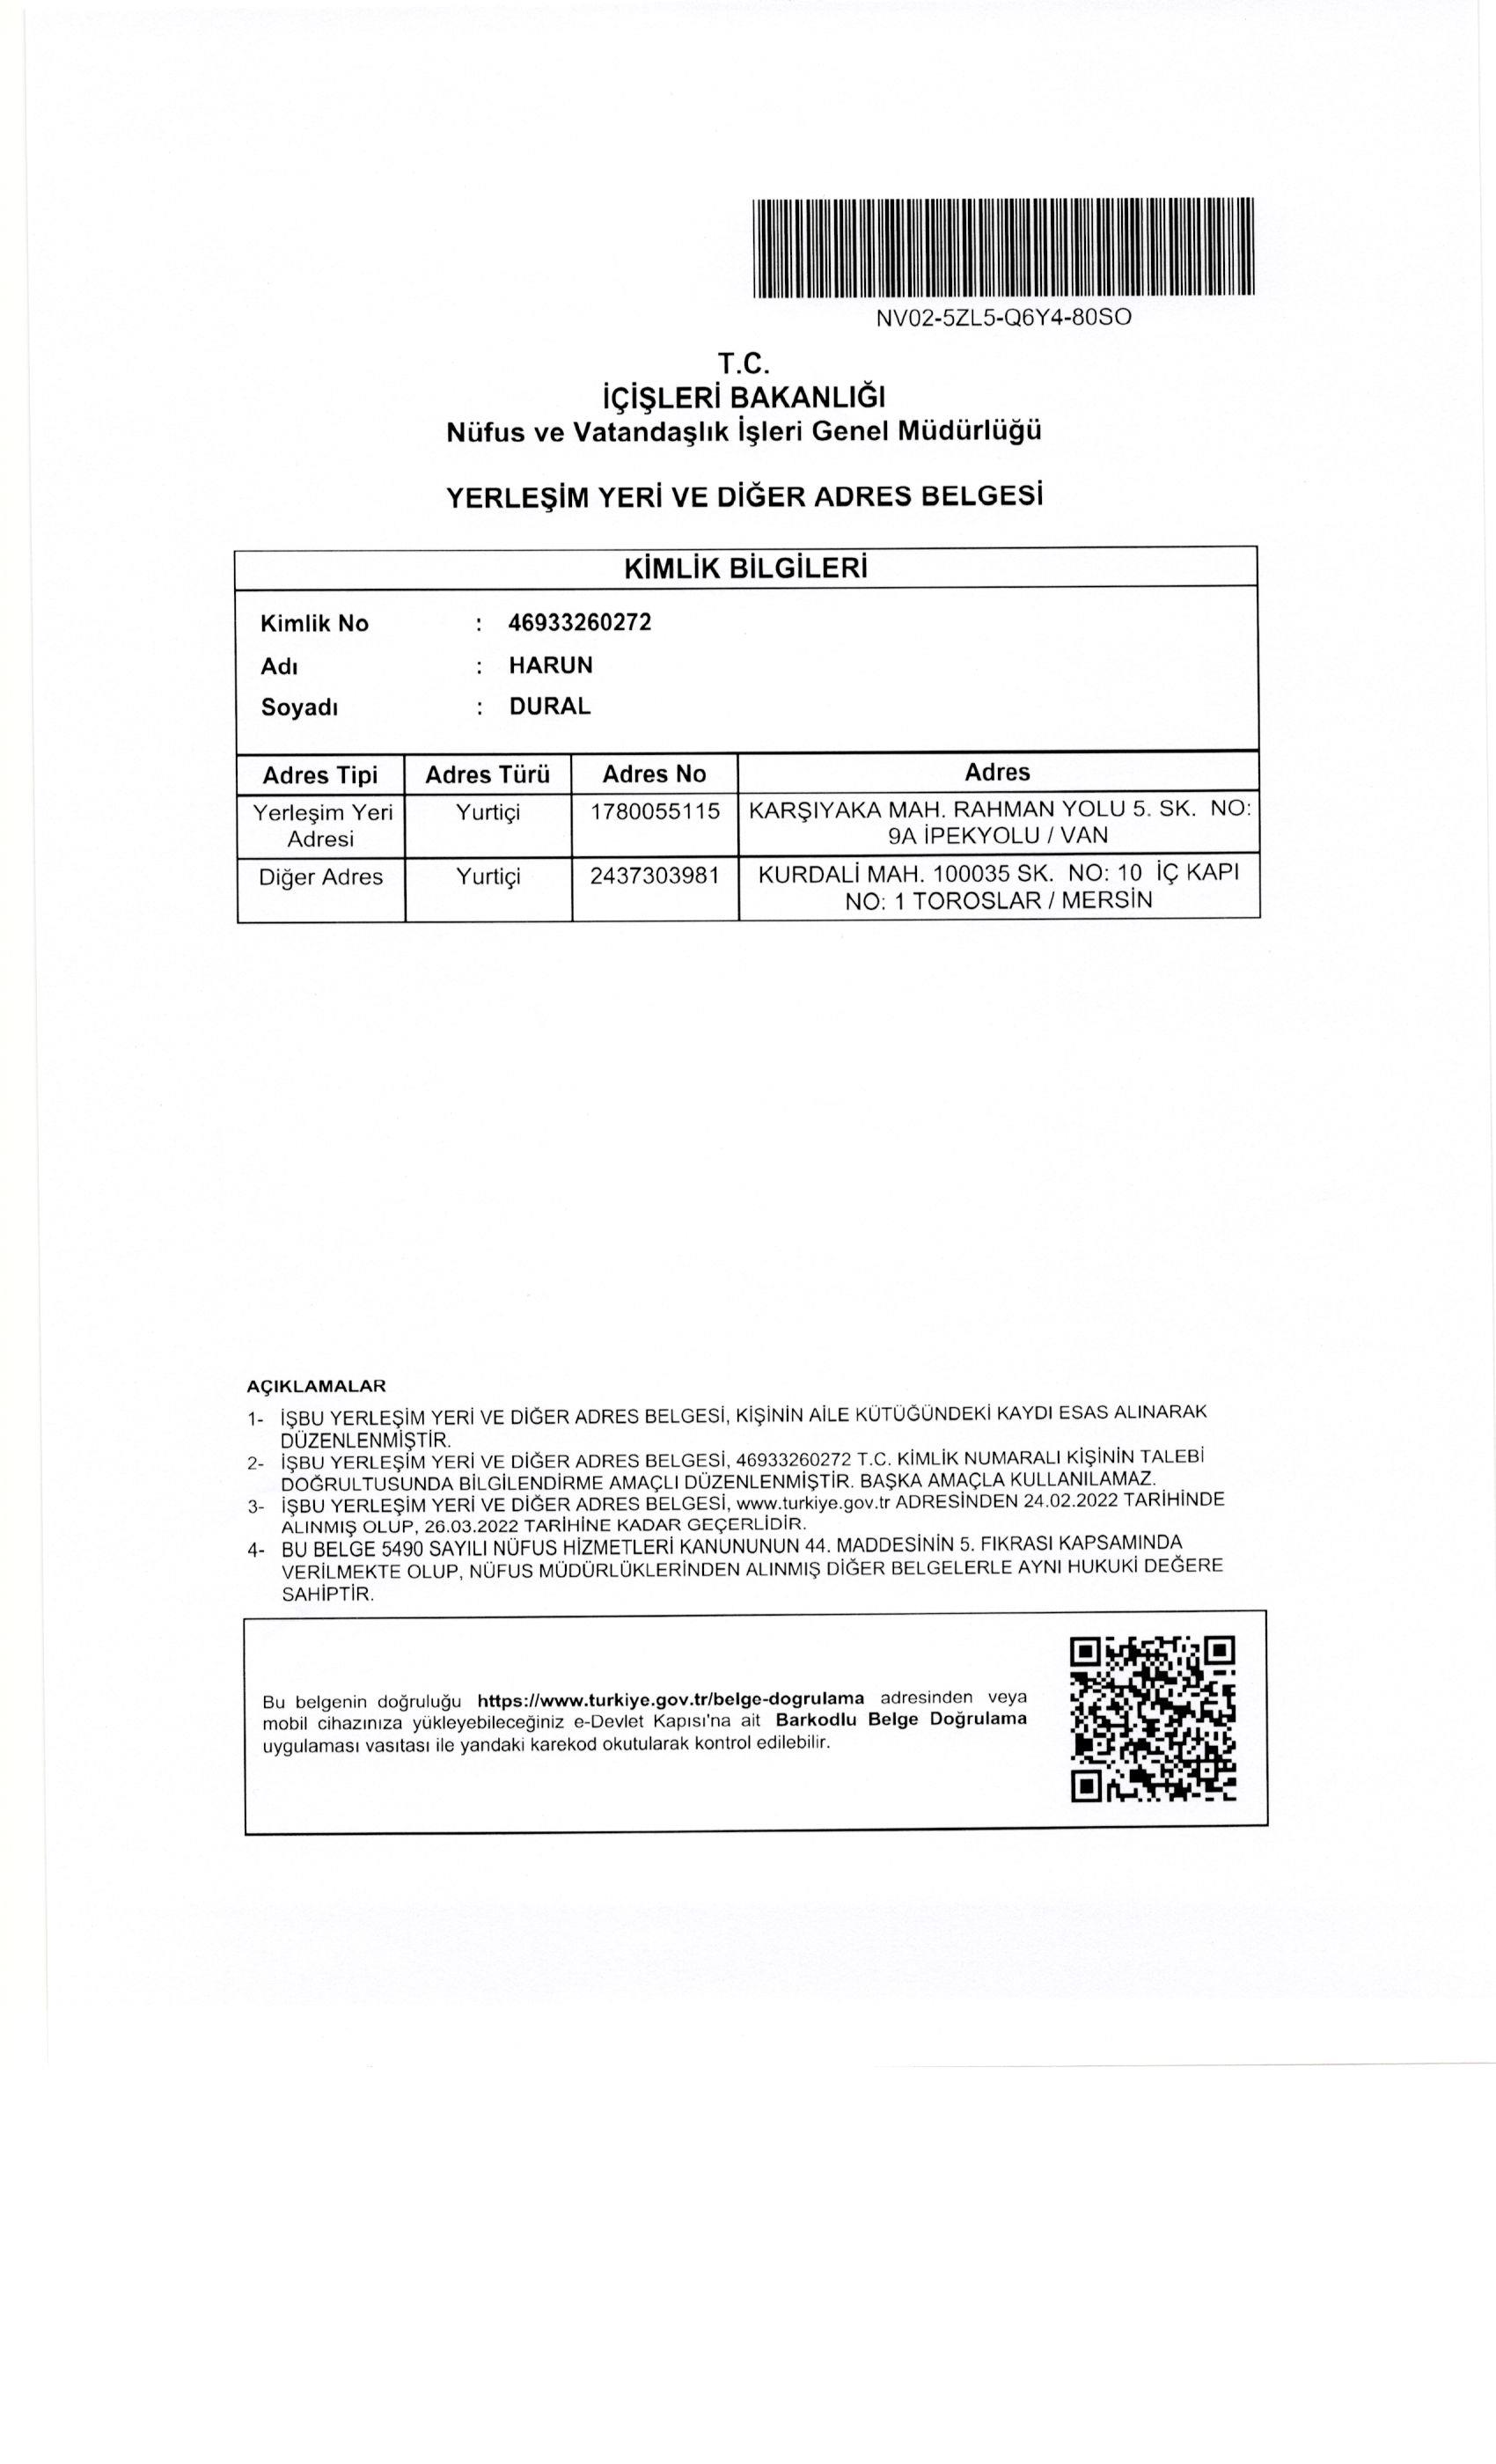 NV02-5ZL5-Q6Y4-80SO
T.C.
İÇİŞLERİ BAKANLIĞI
Nüfus ve Vatandaşlık İşleri Genel Müdürlüğü
YERLEŞİM YERİ VE DİĞER ADRES BELGESİ
KİMLİK BİLGİLERİ
Kimlik No : 46933260272
Adı : HARUN
Soyadı : DURAL
Adres Tipi Adres Türü Adres No Adres
Yerleşim Yeri Adresi Yurtiçi 1780055115 KARŞIYAKA MAH. RAHMAN YOLU 5. SK. NO:
9A İPEKYOLU / VAN
Diğer Adres Yurtiçi 2437303981 KURDALİ MAH. 100035 SK. NO: 10 İÇ KAPI
NO: 1 TOROSLAR / MERSİN
AÇIKLAMALAR
1- İŞBU YERLEŞİM YERİ VE DİĞER ADRES BELGESİ, KİŞİNİN AİLE KÜTÜĞÜNDEKİ KAYDI ESAS ALINARAK
DÜZENLENMİŞTİR.
2- İŞBU YERLEŞİM YERİ VE DİĞER ADRES BELGESİ, 46933260272 T.C. KİMLİK NUMARALI KİŞİNİN TALEBİ
DOĞRULTUSUNDA BİLGİLENDİRME AMAÇLI DÜZENLENMİŞTİR. BAŞKA AMAÇLA KULLANILAMAZ.
3- İŞBU YERLEŞİM YERİ VE DİĞER ADRES BELGESİ, www.turkiye.gov.tr ADRESİNDEN 24.02.2022 TARİHİNDE
ALINMIŞ OLUP, 26.03.2022 TARİHİNE KADAR GEÇERLİDİR.
4- BU BELGE 5490 SAYILI NÜFUS HİZMETLERİ KANUNUNUN 44. MADDESİNİN 5. FIKRASI KAPSAMINDA
VERİLMEKTE OLUP, NÜFUS MÜDÜRLÜKLERİNDEN ALINMIŞ DİĞER BELGELERLE AYNI HUKUKİ DEĞERE
SAHİPTİR.
Bu belgenin doğruluğu https://www.turkiye.gov.tr/belge-dogrulama adresinden veya
mobil cihazınıza yükleyebileceğiniz e-Devlet Kapısı'na ait Barkodlu Belge Doğrulama
uygulaması vasıtası ile yandaki karekod okutularak kontrol edilebilir.